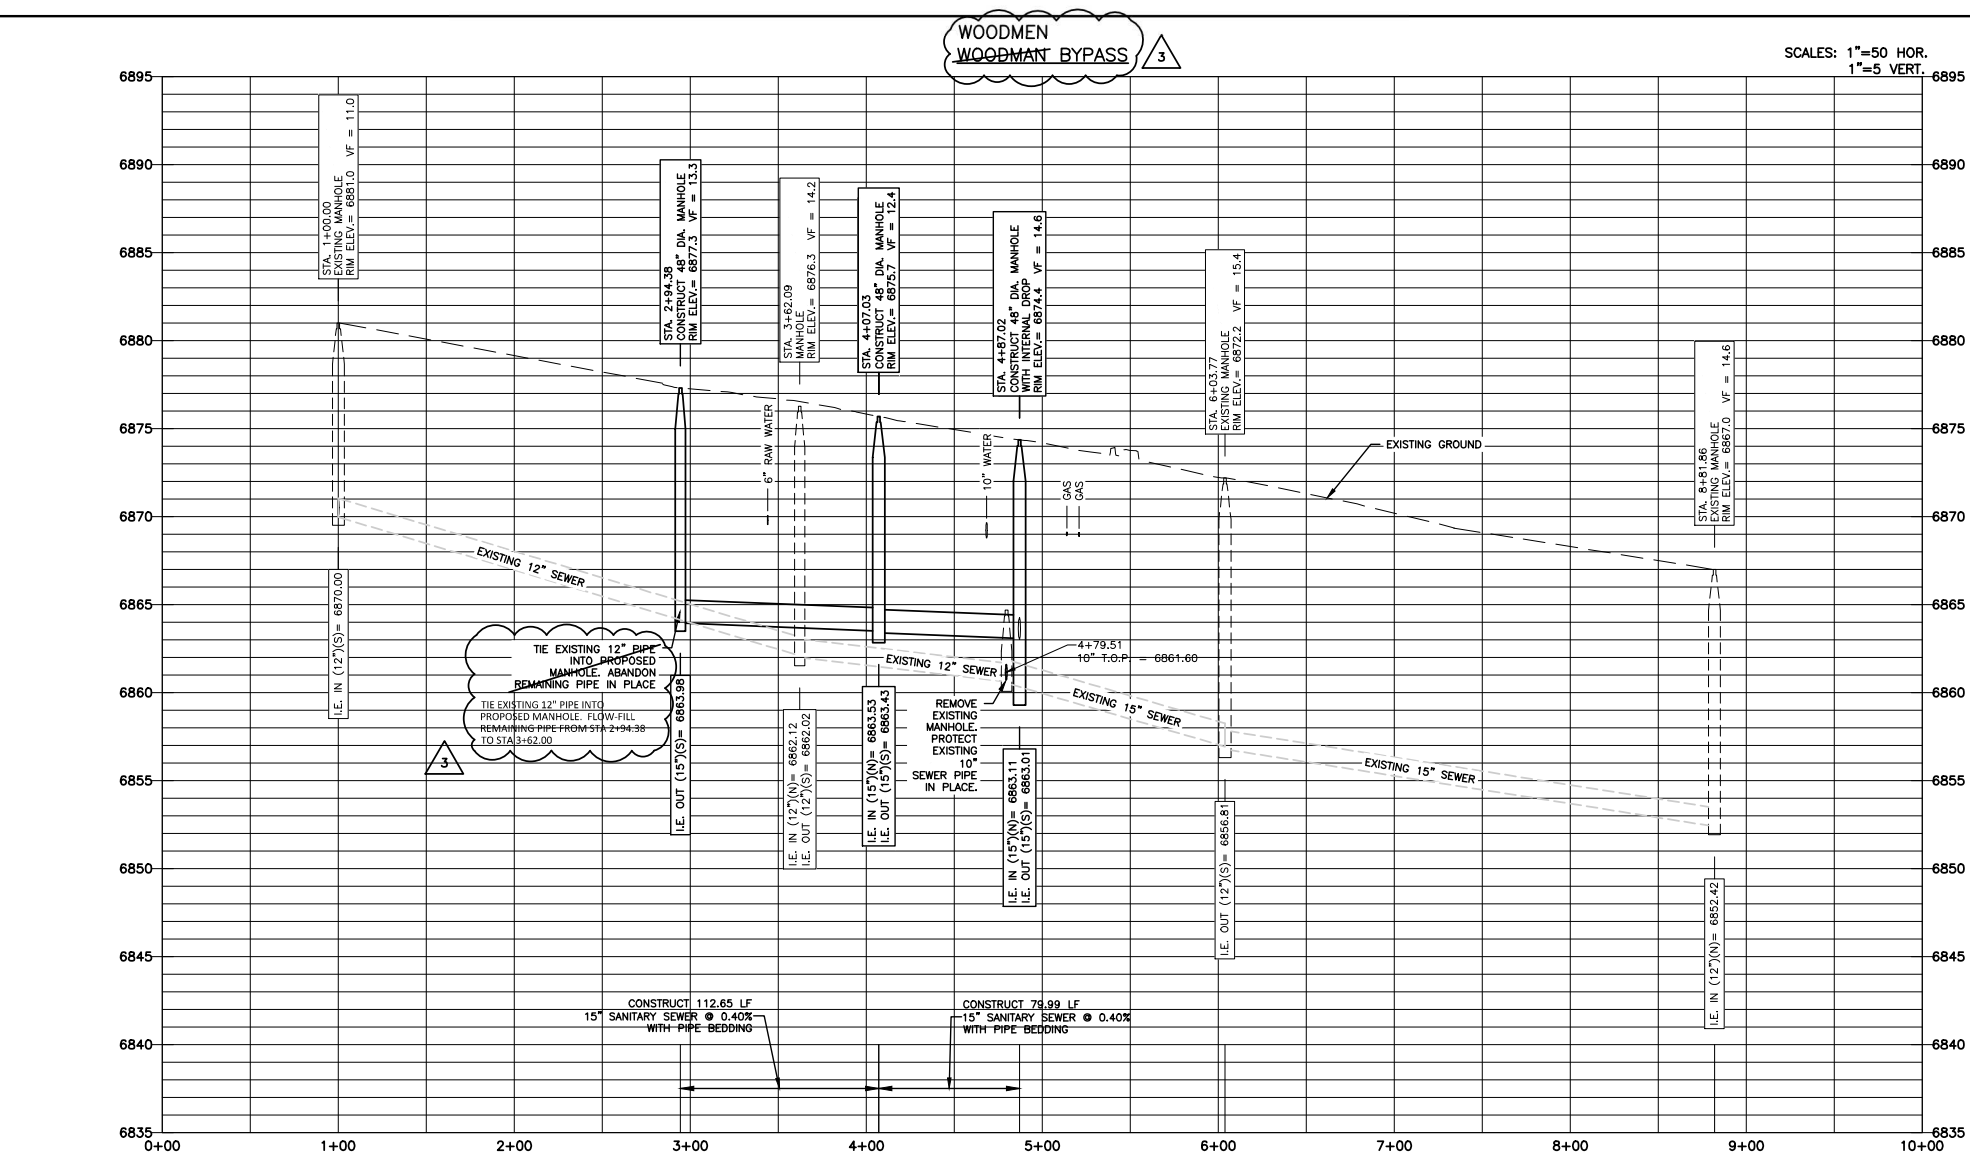 WOODMEN
WOODMAN BYPASS
3
SCALES: 1"=50 HOR.
1"=5 VERT.
6895
6890
6885
6880
6875
6870
6865
6860
6855
6850
6845
6840
6835
6895
6890
6885
6880
6875
6870
6865
6860
6855
6850
6845
6840
6835
STA. 1+00.00
EXISTING MANHOLE
RIM ELEV.= 6881.0 VF = 11.0
STA. 2+94.38
CONSTRUCT 48" DIA. MANHOLE
RIM ELEV.= 6877.3 VF = 13.3
STA. 3+62.09
MANHOLE
RIM ELEV.= 6876.3 VF = 14.2
STA. 4+07.03
CONSTRUCT 48" DIA. MANHOLE
RIM ELEV.= 6875.7 VF = 12.4
STA. 4+87.02
CONSTRUCT 48" DIA. MANHOLE
WITH INTERNAL DROP
RIM ELEV.= 6874.4 VF = 14.6
STA. 6+03.77
EXISTING MANHOLE
RIM ELEV.= 6872.2 VF = 15.4
STA. 8+81.86
EXISTING MANHOLE
RIM ELEV.= 6867.0 VF = 14.6
EXISTING GROUND
6" RAW WATER
10" WATER
GAS
GAS
EXISTING 12" SEWER
EXISTING 12" SEWER
EXISTING 15" SEWER
EXISTING 15" SEWER
4+79.51
10" T.O.P. = 6861.60
TIE EXISTING 12" PIPE
INTO PROPOSED
MANHOLE. ABANDON
REMAINING PIPE IN PLACE
TIE EXISTING 12" PIPE INTO
PROPOSED MANHOLE. FLOW-FILL
REMAINING PIPE FROM STA 2+94.38
TO STA 3+62.00
3
REMOVE
EXISTING
MANHOLE.
PROTECT
EXISTING
10"
SEWER PIPE
IN PLACE.
I.E. IN (12")(S)= 6870.00
I.E. OUT (15")(S)= 6863.98
I.E. IN (12")(N)= 6862.12
I.E. OUT (12")(S)= 6862.02
I.E. IN (15")(N)= 6863.53
I.E. OUT (15")(S)= 6863.43
I.E. IN (15")(N)= 6863.11
I.E. OUT (15")(S)= 6863.01
I.E. OUT (12")(S)= 6856.81
I.E. IN (12")(N)= 6852.42
CONSTRUCT 112.65 LF
15" SANITARY SEWER @ 0.40%
WITH PIPE BEDDING
CONSTRUCT 79.99 LF
15" SANITARY SEWER @ 0.40%
WITH PIPE BEDDING
0+00 1+00 2+00 3+00 4+00 5+00 6+00 7+00 8+00 9+00 10+00